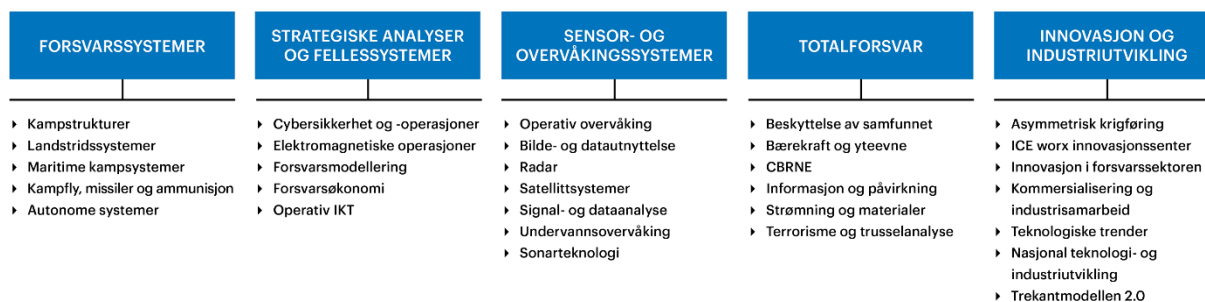 FORSVARSSYSTEMER
Kampstrukturer
Landstridssystemer
Maritime kampsystemer
Kampfly, missiler og ammunisjon
Autonome systemer
STRATEGISKE ANALYSER
OG FELLESSYSTEMER
Cybersikkerhet og -operasjoner
Elektromagnetiske operasjoner
Forsvarsmodellering
Forsvarsøkonomi
Operativ IKT
SENSOR- OG
OVERVÅKINGSSYSTEMER
Operativ overvåking
Bilde- og datautnyttelse
Radar
Satellittsystemer
Signal- og dataanalyse
Undervannsovervåking
Sonarteknologi
TOTALFORSVAR
Beskyttelse av samfunnet
Bærekraft og yteevne
CBRNE
Informasjon og påvirkning
Strømning og materialer
Terrorisme og trusselanalyse
INNOVASJON OG
INDUSTRIUTVIKLING
Asymmetrisk krigføring
ICE worx innovasjonssenter
Innovasjon i forsvarssektoren
Kommersialisering og
industrisamarbeid
Teknologiske trender
Nasjonal teknologi- og
industriutvikling
Trekantmodellen 2.0